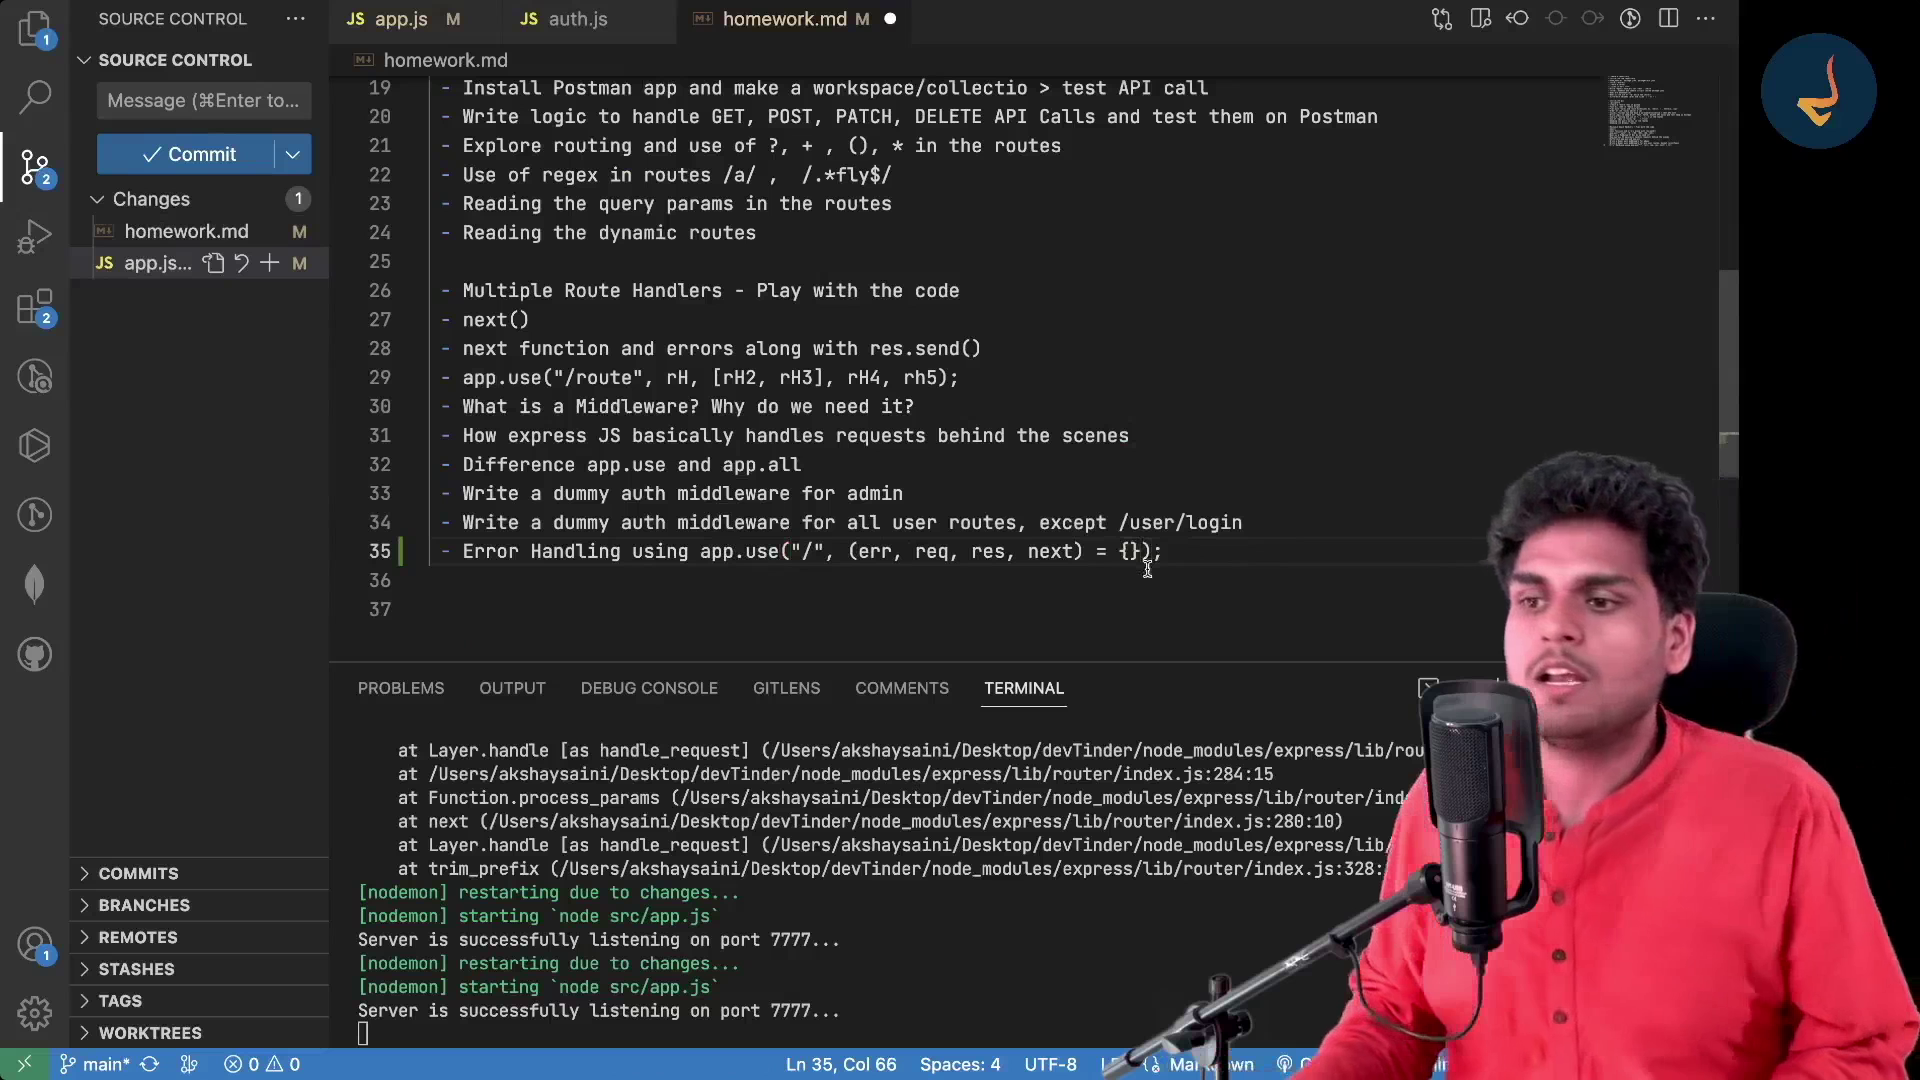 SOURCE CONTROL
JS app.js M
JS auth.js
homework.md M
SOURCE CONTROL
homework.md
Message (⌘Enter to...
Commit
Changes 1
homework.md M
JS app.js... M
1
2
2
1
19 - Install Postman app and make a workspace/collectio > test API call
20 - Write logic to handle GET, POST, PATCH, DELETE API Calls and test them on Postman
21 - Explore routing and use of ?, + , (), * in the routes
22 - Use of regex in routes /a/ ,  /.*fly$/
23 - Reading the query params in the routes
24 - Reading the dynamic routes
25
26 - Multiple Route Handlers - Play with the code
27 - next()
28 - next function and errors along with res.send()
29 - app.use("/route", rH, [rH2, rH3], rH4, rh5);
30 - What is a Middleware? Why do we need it?
31 - How express JS basically handles requests behind the scenes
32 - Difference app.use and app.all
33 - Write a dummy auth middleware for admin
34 - Write a dummy auth middleware for all user routes, except /user/login
35 - Error Handling using app.use("/", (err, req, res, next) = {});
36
37
PROBLEMS OUTPUT DEBUG CONSOLE GITLENS COMMENTS TERMINAL
at Layer.handle [as handle_request] (/Users/akshaysaini/Desktop/devTinder/node_modules/express/lib/rou
at /Users/akshaysaini/Desktop/devTinder/node_modules/express/lib/router/index.js:284:15
at Function.process_params (/Users/akshaysaini/Desktop/devTinder/node_modules/express/lib/router/ind
at next (/Users/akshaysaini/Desktop/devTinder/node_modules/express/lib/router/index.js:280:10)
at Layer.handle [as handle_request] (/Users/akshaysaini/Desktop/devTinder/node_modules/express/lib/
at trim_prefix (/Users/akshaysaini/Desktop/devTinder/node_modules/express/lib/router/index.js:328:
[nodemon] restarting due to changes...
[nodemon] starting `node src/app.js`
Server is successfully listening on port 7777...
[nodemon] restarting due to changes...
[nodemon] starting `node src/app.js`
Server is successfully listening on port 7777...
COMMITS
BRANCHES
REMOTES
STASHES
TAGS
WORKTREES
main* 0 0 Ln 35, Col 66 Spaces: 4 UTF-8 Markdown